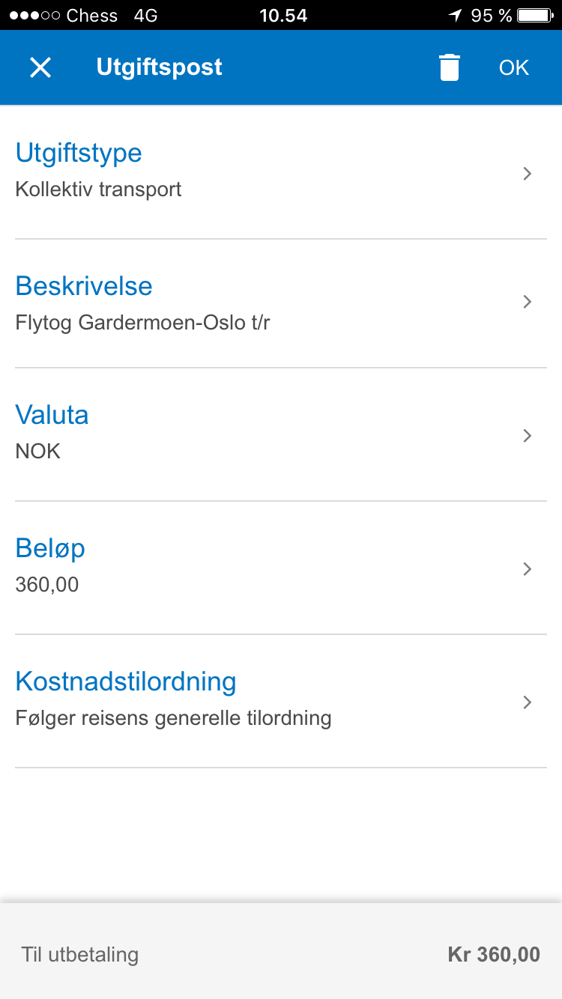 Chess 4G 10.54 95 %
Utgiftspost OK
Utgiftstype
Kollektiv transport
Beskrivelse
Flytog Gardermoen-Oslo t/r
Valuta
NOK
Beløp
360,00
Kostnadstilordning
Følger reisens generelle tilordning
Til utbetaling Kr 360,00